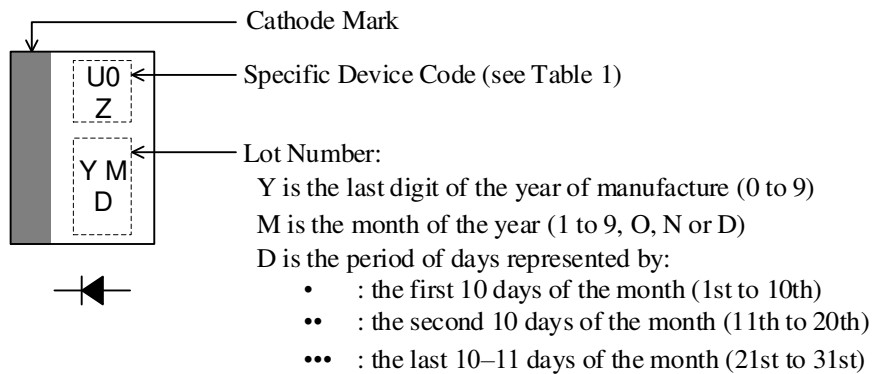 Cathode Mark
U0
Z
Specific Device Code (see Table 1)
Y M
D
Lot Number:
Y is the last digit of the year of manufacture (0 to 9)
M is the month of the year (1 to 9, O, N or D)
D is the period of days represented by:
• : the first 10 days of the month (1st to 10th)
•• : the second 10 days of the month (11th to 20th)
••• : the last 10–11 days of the month (21st to 31st)